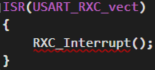 ISR(USART_RXC_vect)
{
    RXC_Interrupt();
}